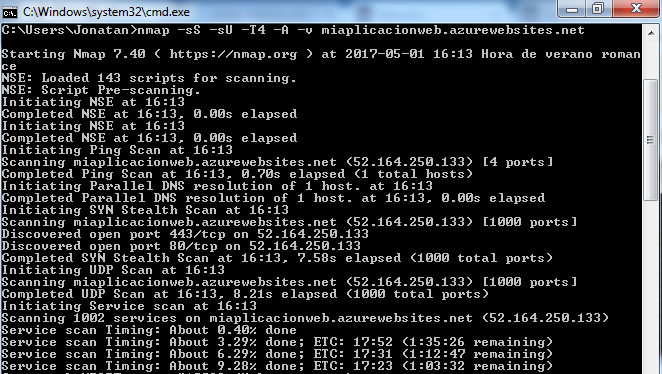 C:\Windows\system32\cmd.exe
C:\Users\Jonatan>nmap -sS -sU -T4 -A -v miaplicacionweb.azurewebsites.net
Starting Nmap 7.40 ( https://nmap.org ) at 2017-05-01 16:13 Hora de verano roman
ce
NSE: Loaded 143 scripts for scanning.
NSE: Script Pre-scanning.
Initiating NSE at 16:13
Completed NSE at 16:13, 0.00s elapsed
Initiating NSE at 16:13
Completed NSE at 16:13, 0.00s elapsed
Initiating Ping Scan at 16:13
Scanning miaplicacionweb.azurewebsites.net (52.164.250.133) [4 ports]
Completed Ping Scan at 16:13, 0.70s elapsed (1 total hosts)
Initiating Parallel DNS resolution of 1 host. at 16:13
Completed Parallel DNS resolution of 1 host. at 16:13, 0.00s elapsed
Initiating SYN Stealth Scan at 16:13
Scanning miaplicacionweb.azurewebsites.net (52.164.250.133) [1000 ports]
Discovered open port 443/tcp on 52.164.250.133
Discovered open port 80/tcp on 52.164.250.133
Completed SYN Stealth Scan at 16:13, 7.58s elapsed (1000 total ports)
Initiating UDP Scan at 16:13
Scanning miaplicacionweb.azurewebsites.net (52.164.250.133) [1000 ports]
Completed UDP Scan at 16:13, 8.21s elapsed (1000 total ports)
Initiating Service scan at 16:13
Scanning 1002 services on miaplicacionweb.azurewebsites.net (52.164.250.133)
Service scan Timing: About 0.40% done
Service scan Timing: About 3.29% done; ETC: 17:52 (1:35:26 remaining)
Service scan Timing: About 6.29% done; ETC: 17:31 (1:12:47 remaining)
Service scan Timing: About 9.28% done; ETC: 17:23 (1:03:32 remaining)